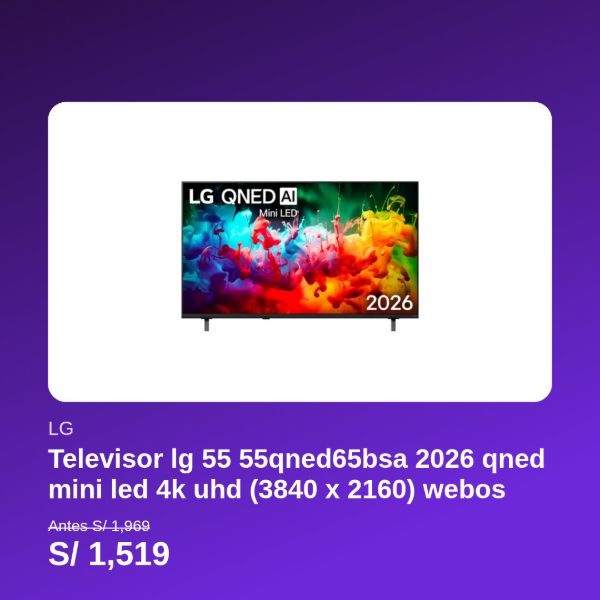 LG QNED AI
Mini LED
2026
LG
Televisor lg 55 55qned65bsa 2026 qned
mini led 4k uhd (3840 x 2160) webos
Antes S/ 1,969
S/ 1,519